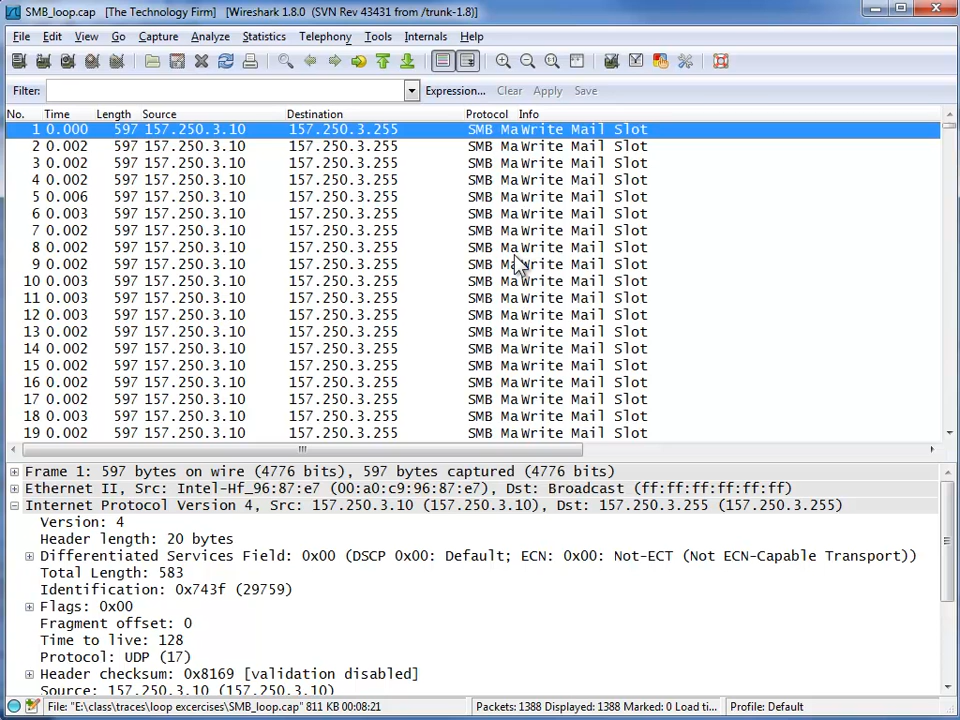 SMB_loop.cap [The Technology Firm] [Wireshark 1.8.0 (SVN Rev 43431 from /trunk-1.8)]
File Edit View Go Capture Analyze Statistics Telephony Tools Internals Help
Filter: Expression... Clear Apply Save
No. Time Length Source Destination Protocol Info
1 0.000 597 157.250.3.10 157.250.3.255 SMB Ma Write Mail Slot
2 0.002 597 157.250.3.10 157.250.3.255 SMB Ma Write Mail Slot
3 0.002 597 157.250.3.10 157.250.3.255 SMB Ma Write Mail Slot
4 0.002 597 157.250.3.10 157.250.3.255 SMB Ma Write Mail Slot
5 0.006 597 157.250.3.10 157.250.3.255 SMB Ma Write Mail Slot
6 0.003 597 157.250.3.10 157.250.3.255 SMB Ma Write Mail Slot
7 0.002 597 157.250.3.10 157.250.3.255 SMB Ma Write Mail Slot
8 0.002 597 157.250.3.10 157.250.3.255 SMB Ma Write Mail Slot
9 0.002 597 157.250.3.10 157.250.3.255 SMB Ma Write Mail Slot
10 0.003 597 157.250.3.10 157.250.3.255 SMB Ma Write Mail Slot
11 0.003 597 157.250.3.10 157.250.3.255 SMB Ma Write Mail Slot
12 0.003 597 157.250.3.10 157.250.3.255 SMB Ma Write Mail Slot
13 0.002 597 157.250.3.10 157.250.3.255 SMB Ma Write Mail Slot
14 0.002 597 157.250.3.10 157.250.3.255 SMB Ma Write Mail Slot
15 0.002 597 157.250.3.10 157.250.3.255 SMB Ma Write Mail Slot
16 0.002 597 157.250.3.10 157.250.3.255 SMB Ma Write Mail Slot
17 0.002 597 157.250.3.10 157.250.3.255 SMB Ma Write Mail Slot
18 0.003 597 157.250.3.10 157.250.3.255 SMB Ma Write Mail Slot
19 0.002 597 157.250.3.10 157.250.3.255 SMB Ma Write Mail Slot
Frame 1: 597 bytes on wire (4776 bits), 597 bytes captured (4776 bits)
Ethernet II, Src: Intel-Hf_96:87:e7 (00:a0:c9:96:87:e7), Dst: Broadcast (ff:ff:ff:ff:ff:ff)
Internet Protocol Version 4, Src: 157.250.3.10 (157.250.3.10), Dst: 157.250.3.255 (157.250.3.255)
Version: 4
Header length: 20 bytes
Differentiated Services Field: 0x00 (DSCP 0x00: Default; ECN: 0x00: Not-ECT (Not ECN-Capable Transport))
Total Length: 583
Identification: 0x743f (29759)
Flags: 0x00
Fragment offset: 0
Time to live: 128
Protocol: UDP (17)
Header checksum: 0x8169 [validation disabled]
Source: 157.250.3.10 (157.250.3.10)
File: "E:\class\traces\loop excercises\SMB_loop.cap" 811 KB 00:08:21 Packets: 1388 Displayed: 1388 Marked: 0 Load ti... Profile: Default